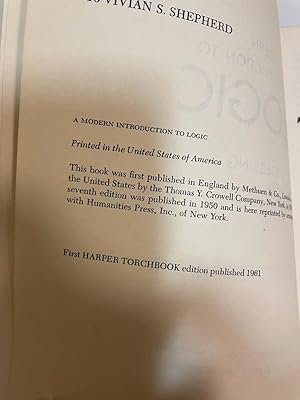 VIVIAN S. SHEPHERD
A MODERN INTRODUCTION TO LOGIC
Printed in the United States of America
This book was first published in England by Methuen & Co.,
the United States by the Thomas Y. Crowell Company, New
seventh edition was published in 1950 and is here reprinted by
with Humanities Press, Inc., of New York.
First HARPER TORCHBOOK edition published 1961